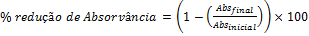 % redução de Absorvância = (1 − (Abs_final / Abs_inicial)) × 100